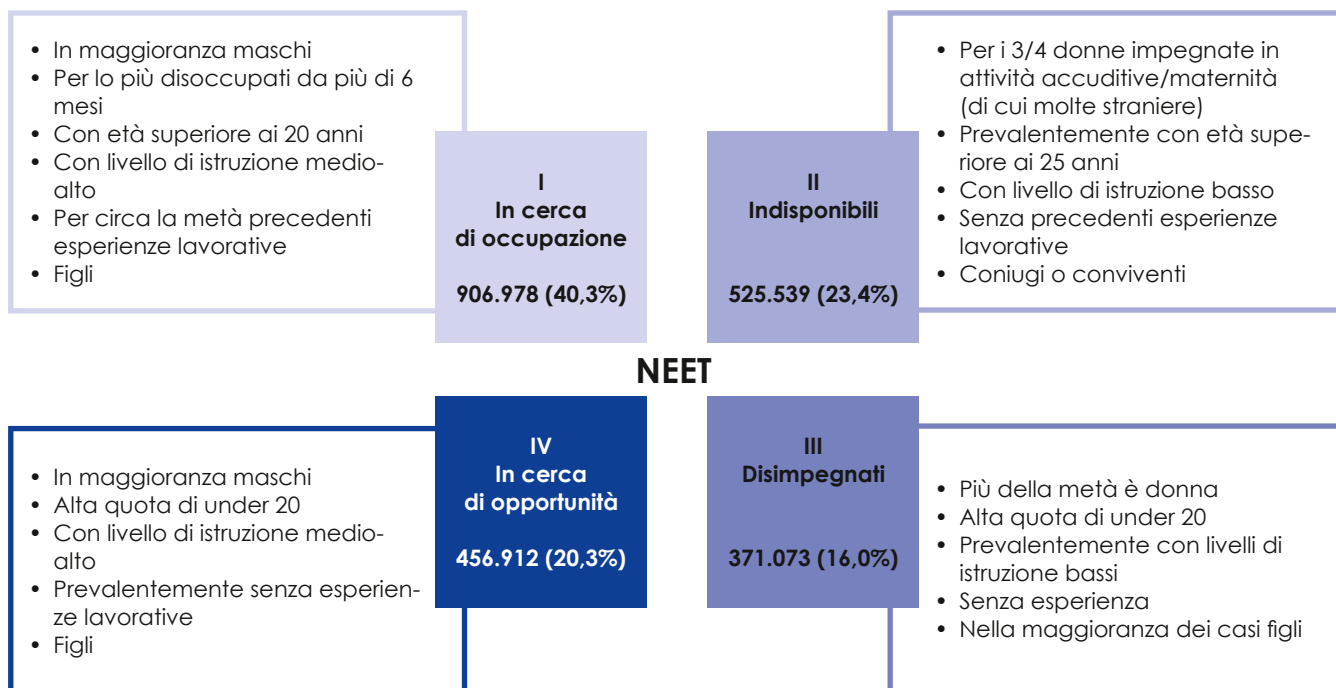 • In maggioranza maschi
• Per lo più disoccupati da più di 6
mesi
• Con età superiore ai 20 anni
• Con livello di istruzione medio-
alto
• Per circa la metà precedenti
esperienze lavorative
• Figli
I
In cerca
di occupazione
906.978 (40,3%)
II
Indisponibili
525.539 (23,4%)
• Per i 3/4 donne impegnate in
attività accuditive/maternità
(di cui molte straniere)
• Prevalentemente con età supe-
riore ai 25 anni
• Con livello di istruzione basso
• Senza precedenti esperienze
lavorative
• Coniugi o conviventi
NEET
• In maggioranza maschi
• Alta quota di under 20
• Con livello di istruzione medio-
alto
• Prevalentemente senza esperien-
ze lavorative
• Figli
IV
In cerca
di opportunità
456.912 (20,3%)
III
Disimpegnati
371.073 (16,0%)
• Più della metà è donna
• Alta quota di under 20
• Prevalentemente con livelli di
istruzione bassi
• Senza esperienza
• Nella maggioranza dei casi figli